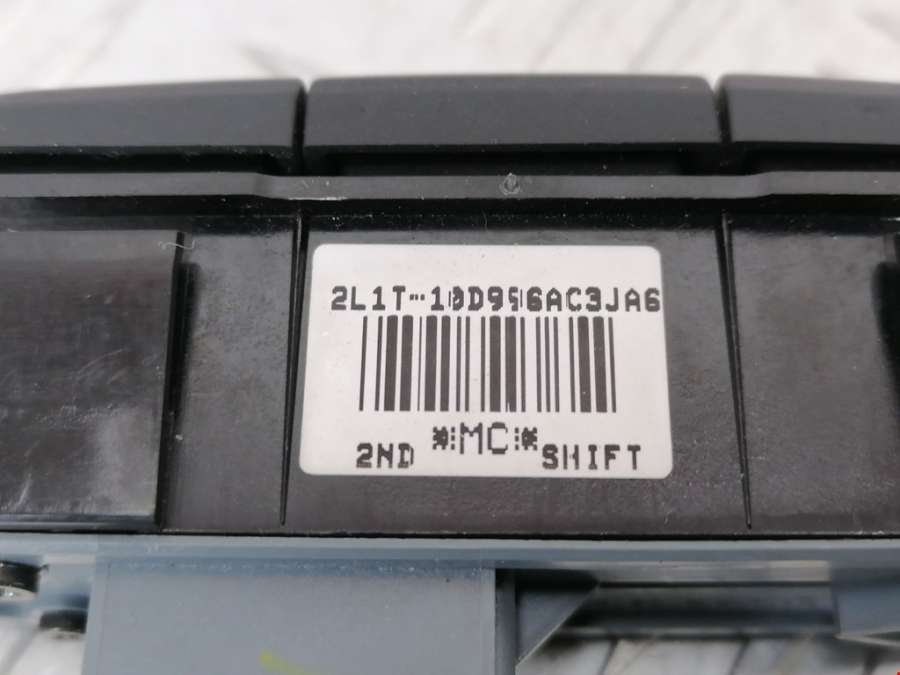 2L1T-10D996AC3JA6
*MC*
2ND SHIFT